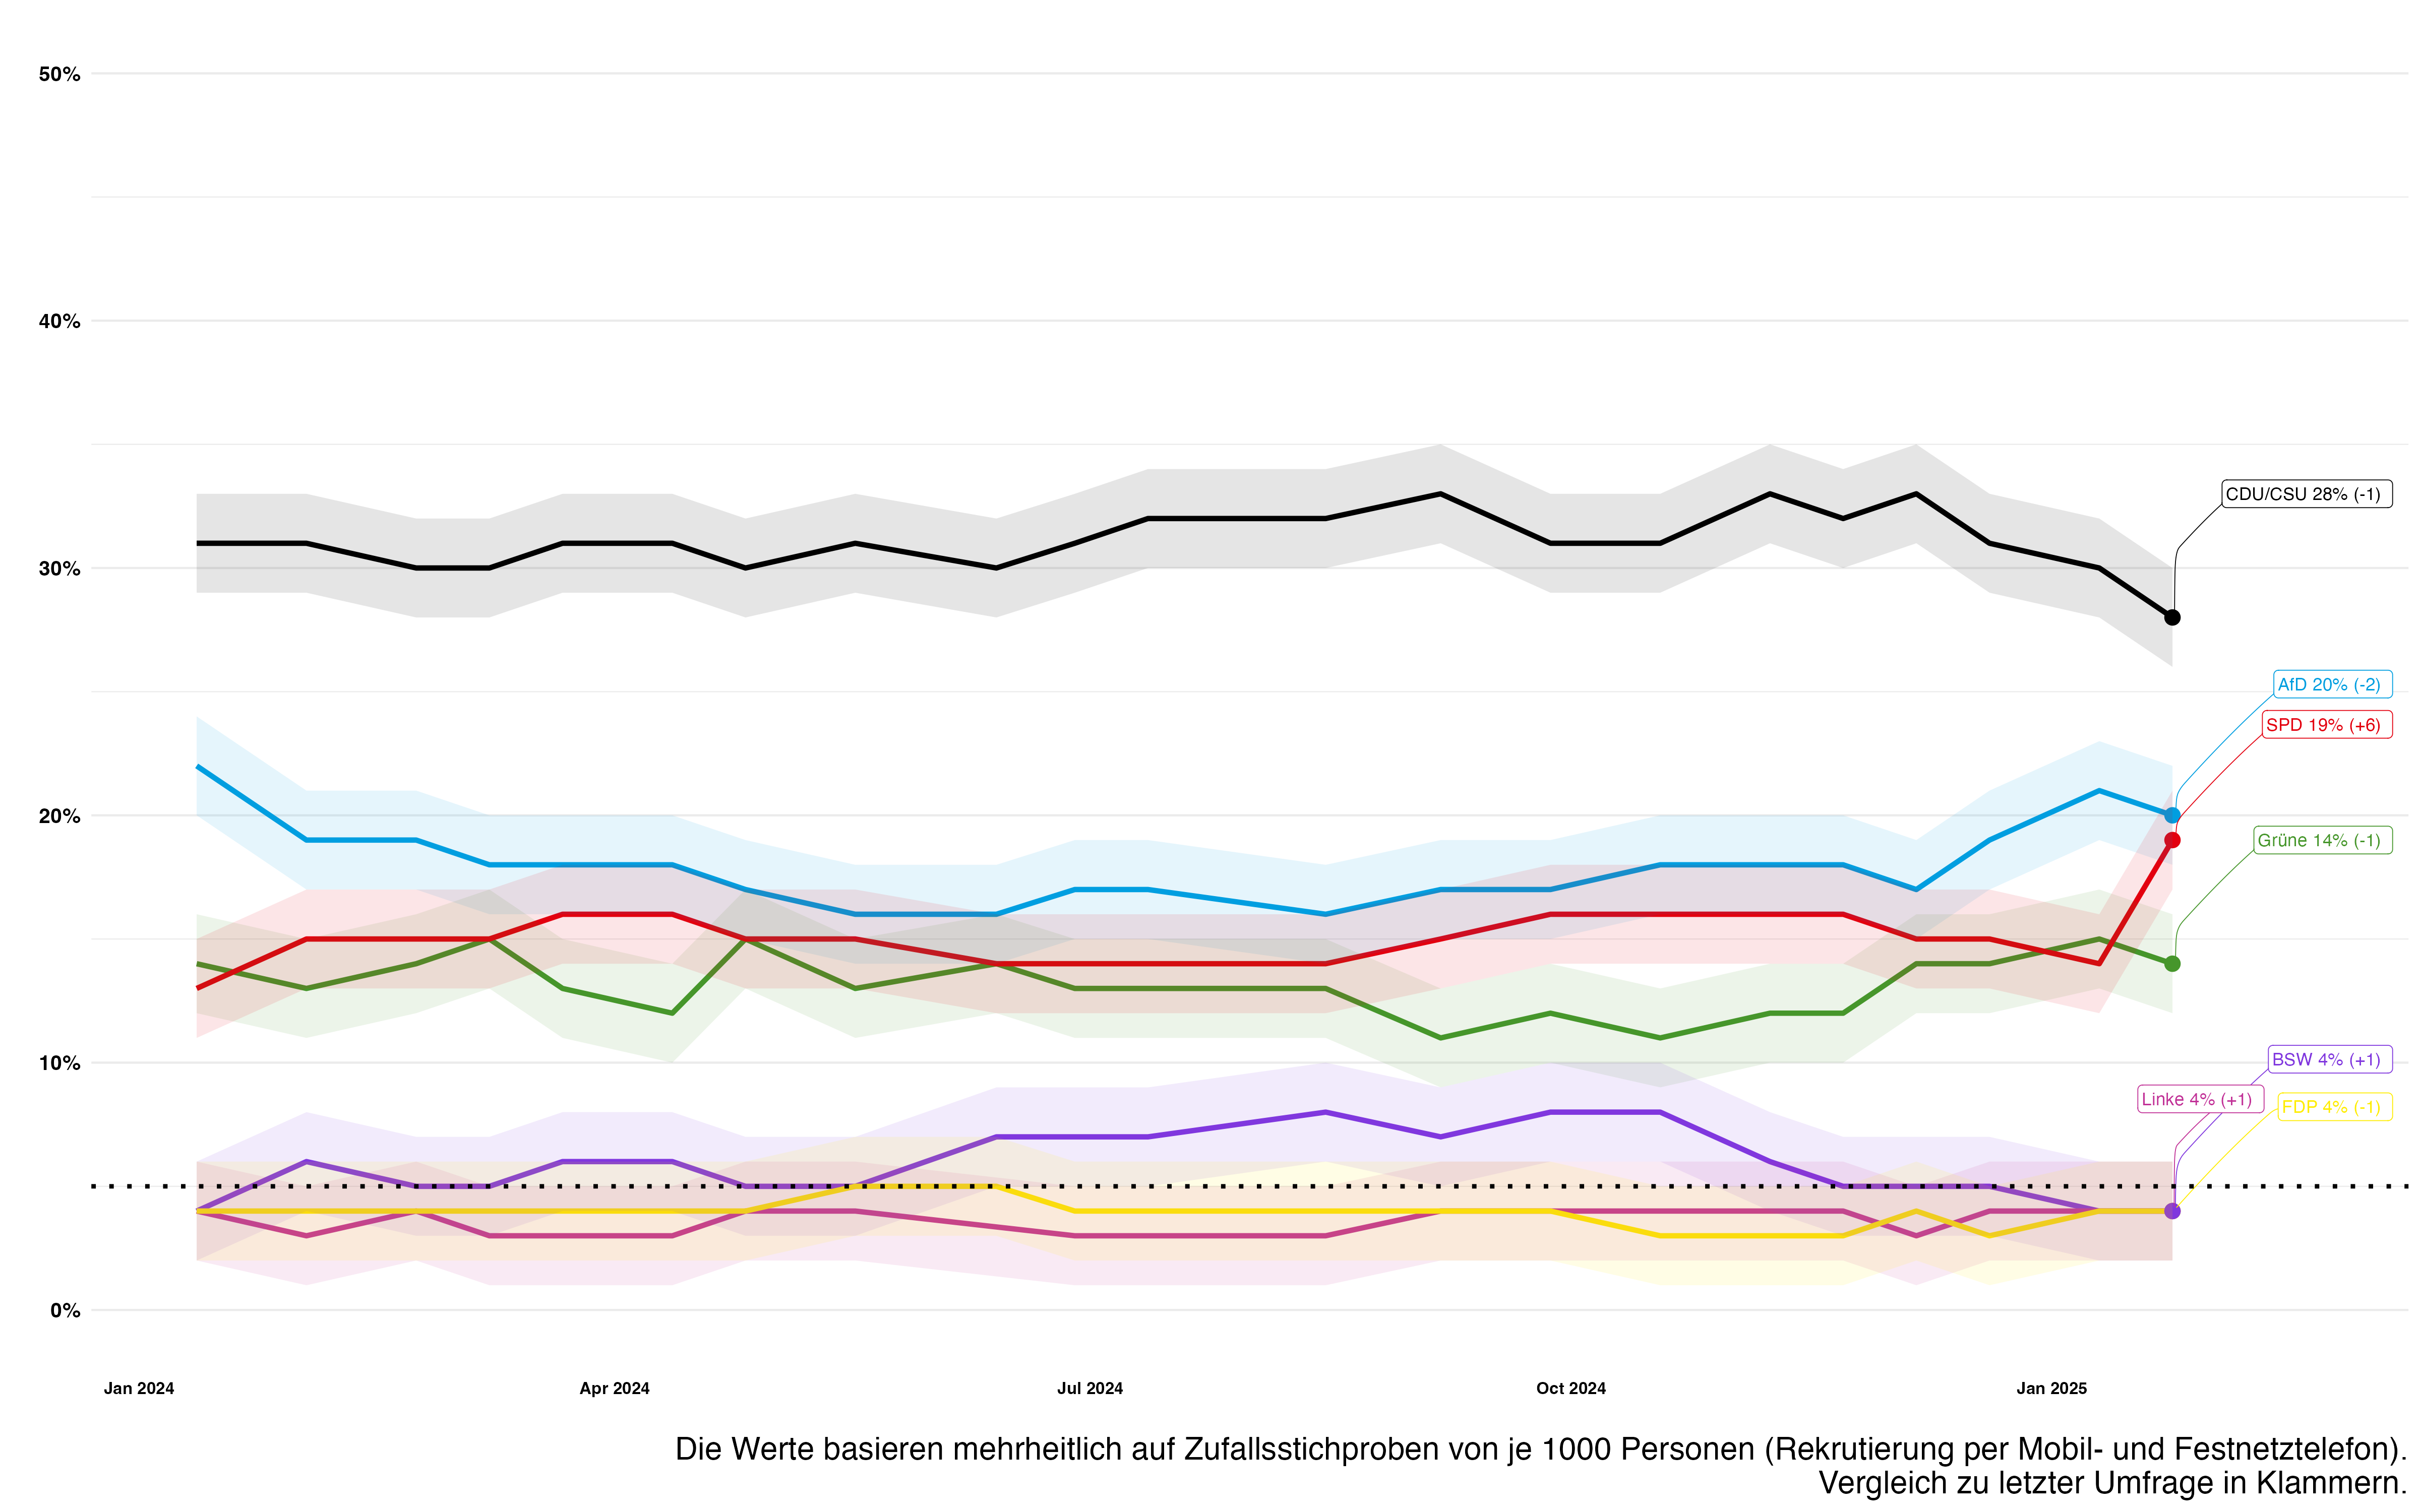 50%
40%
30%
20%
10%
0%
CDU/CSU 28% (-1)
AfD 20% (-2)
SPD 19% (+6)
Grüne 14% (-1)
BSW 4% (+1)
Linke 4% (+1)
FDP 4% (-1)
Jan 2024
Apr 2024
Jul 2024
Oct 2024
Jan 2025
Die Werte basieren mehrheitlich auf Zufallsstichproben von je 1000 Personen (Rekrutierung per Mobil- und Festnetztelefon).
Vergleich zu letzter Umfrage in Klammern.